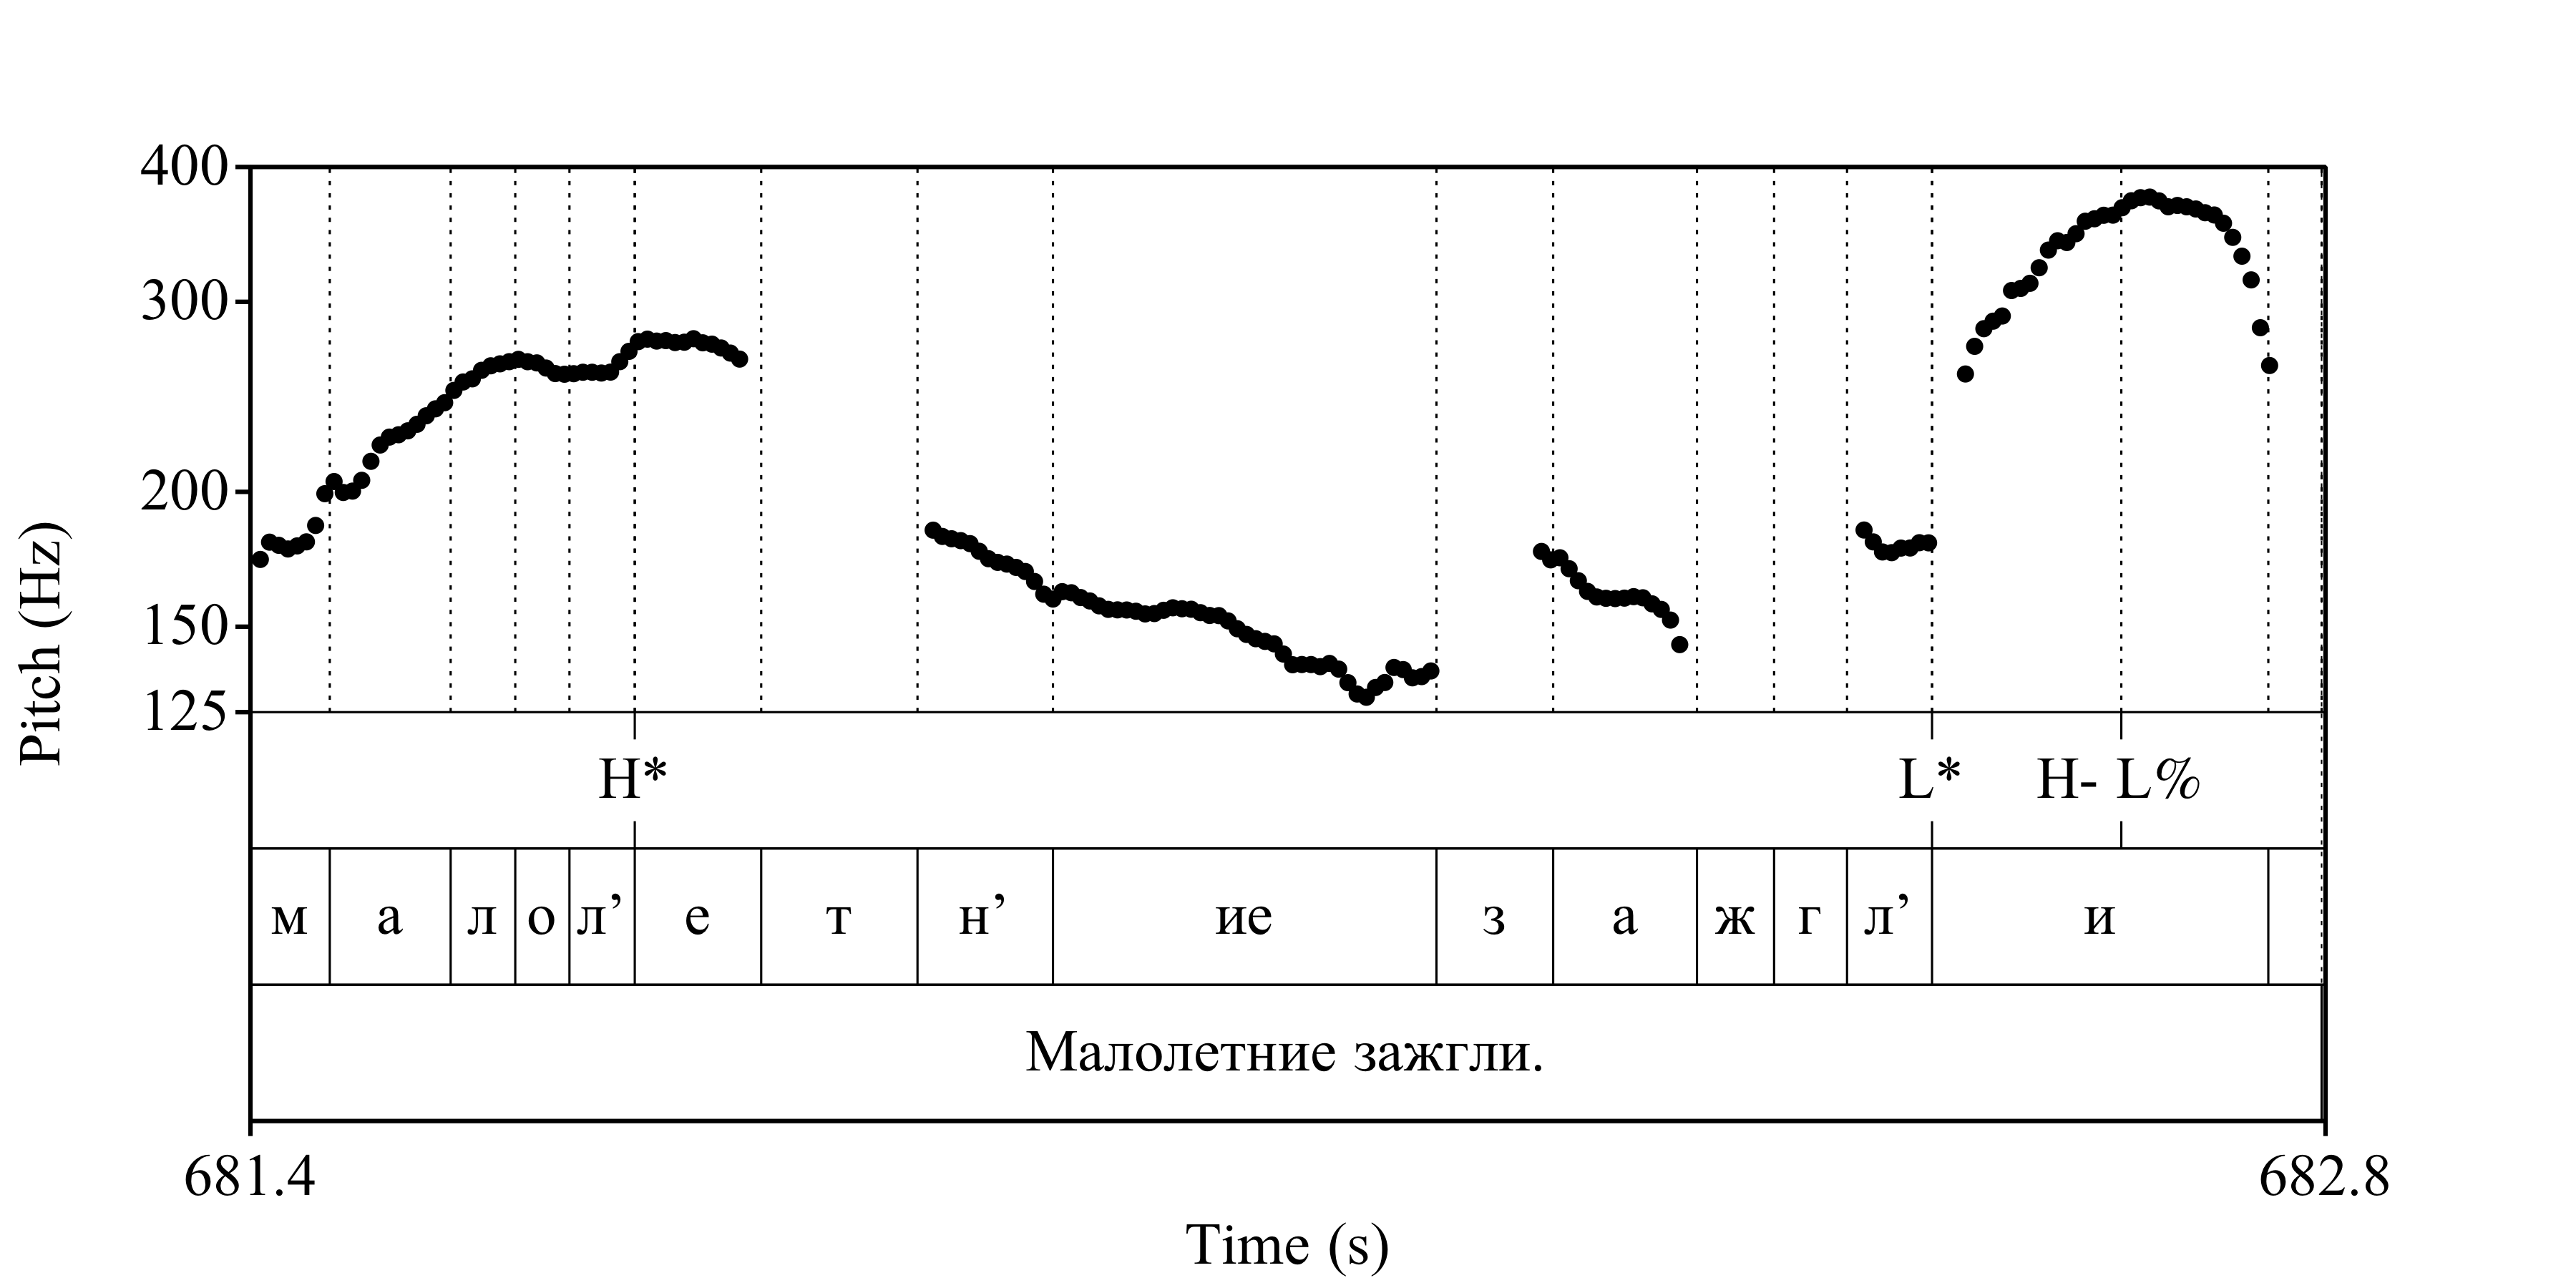 400
300
200
150
125
Pitch (Hz)
H* L* H- L%
м а л о л’ е т н’ ие з а ж г л’ и
Малолетние зажгли.
681.4 682.8
Time (s)